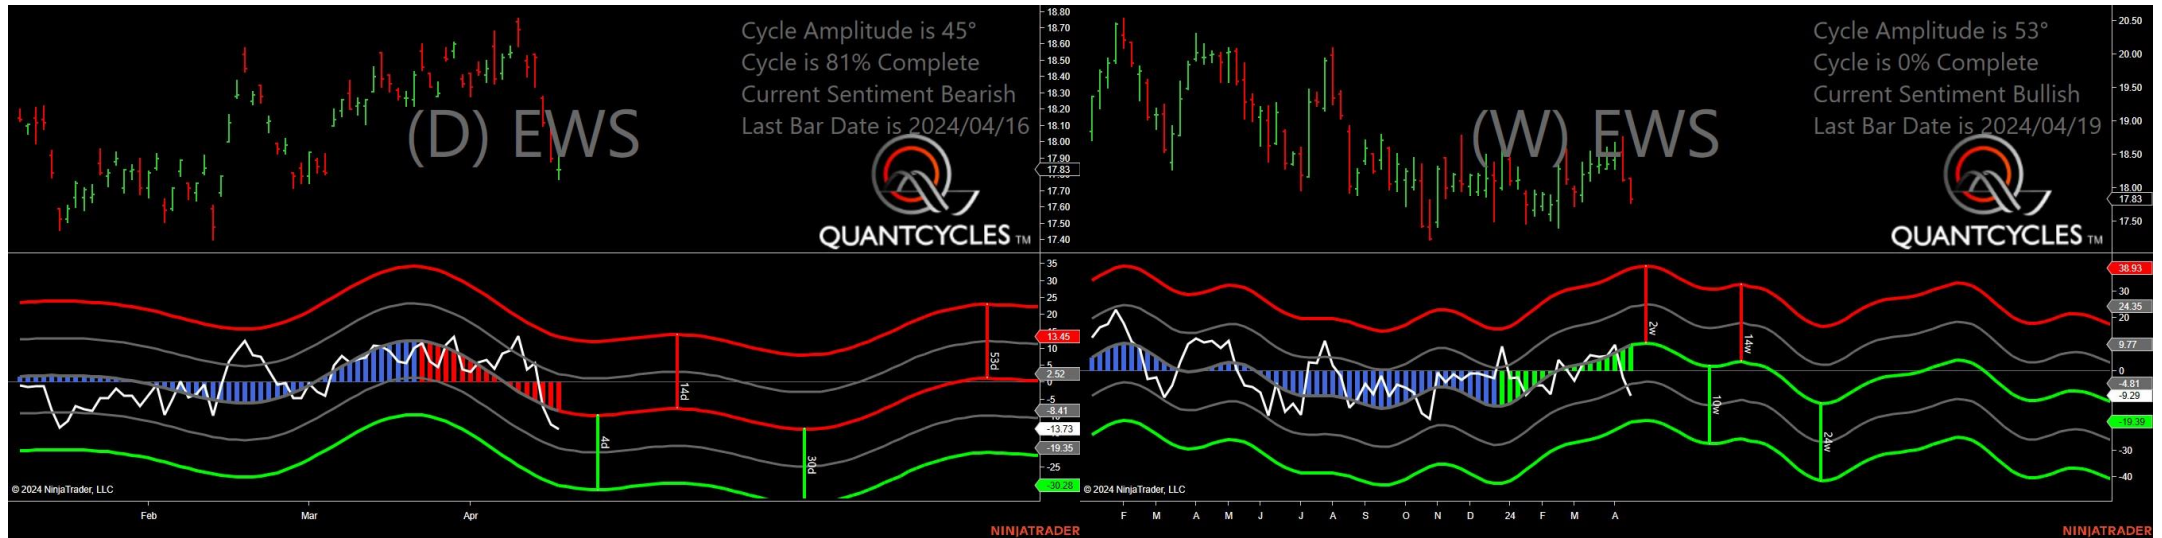 Cycle Amplitude is 45°
Cycle is 81% Complete
Current Sentiment Bearish
Last Bar Date is 2024/04/16
(D) EWS
QUANTCYCLES TM
18.80
18.70
18.60
18.50
18.40
18.30
18.20
18.10
18.00
17.90
17.83
17.70
17.60
17.50
17.40
35
30
25
20
13.45
10
5
2.52
0
-5
-8.41
-13.73
-19.35
-25
-30.28
4d
14d
30d
53d
© 2024 NinjaTrader, LLC
Feb
Mar
Apr
NINJATRADER
Cycle Amplitude is 53°
Cycle is 0% Complete
Current Sentiment Bullish
Last Bar Date is 2024/04/19
(W) EWS
QUANTCYCLES TM
20.50
20.00
19.50
19.00
18.50
18.00
17.83
17.50
38.93
30
24.35
20
9.77
0
-4.81
-9.29
-19.39
-30
-40
2w
10w
14w
24w
© 2024 NinjaTrader, LLC
F
M
A
M
J
J
A
S
O
N
D
24
F
M
A
NINJATRADER